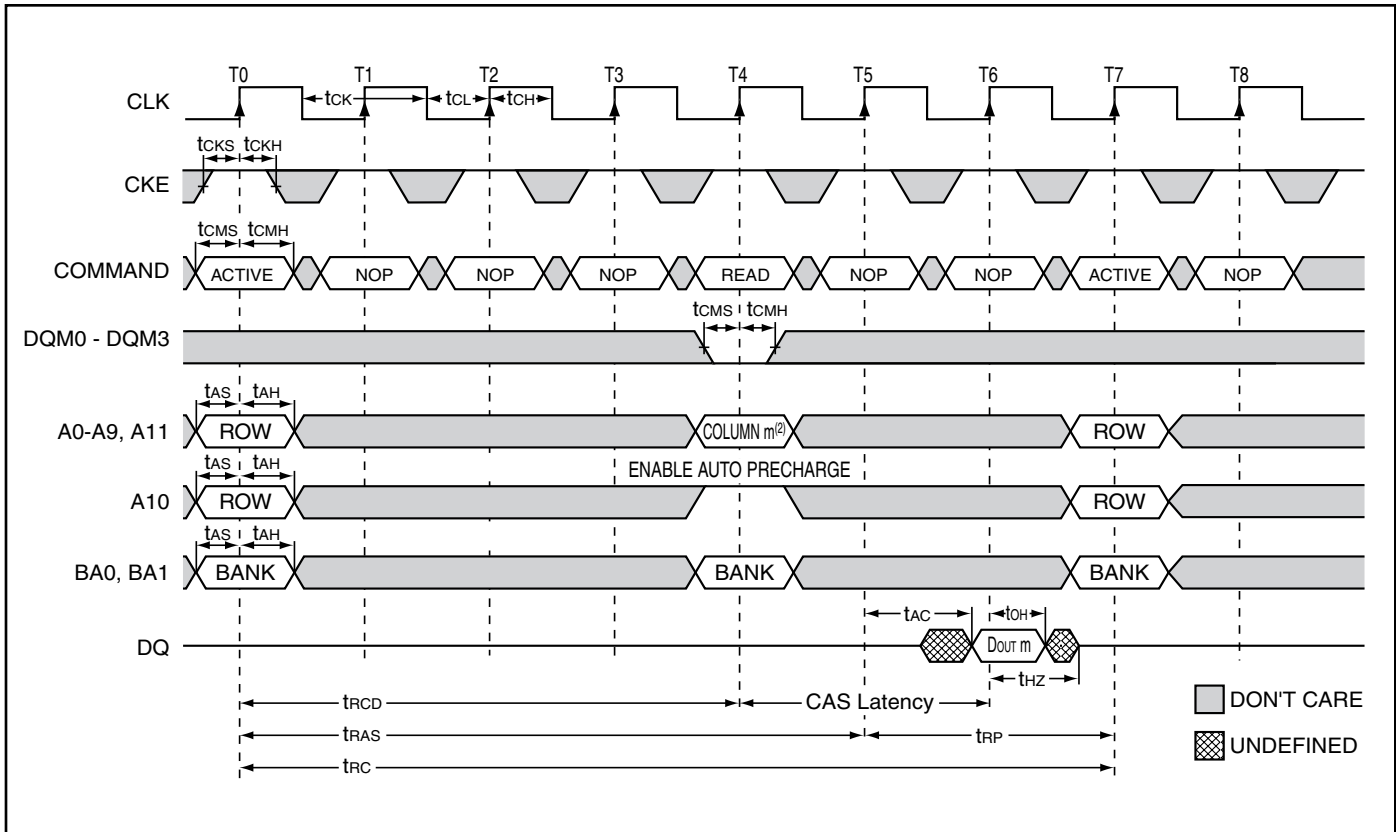 T0 T1 T2 T3 T4 T5 T6 T7 T8
CLK tCK tCL tCH
tCKS tCKH
CKE
tCMS tCMH
COMMAND ACTIVE NOP NOP NOP READ NOP NOP ACTIVE NOP
tCMS tCMH
DQM0 - DQM3
tAS tAH
A0-A9, A11 ROW COLUMN m(2) ROW
tAS tAH ENABLE AUTO PRECHARGE
A10 ROW ROW
tAS tAH
BA0, BA1 BANK BANK BANK
tAC tOH
DQ DOUT m
tHZ
tRCD CAS Latency DON'T CARE
tRAS tRP UNDEFINED
tRC